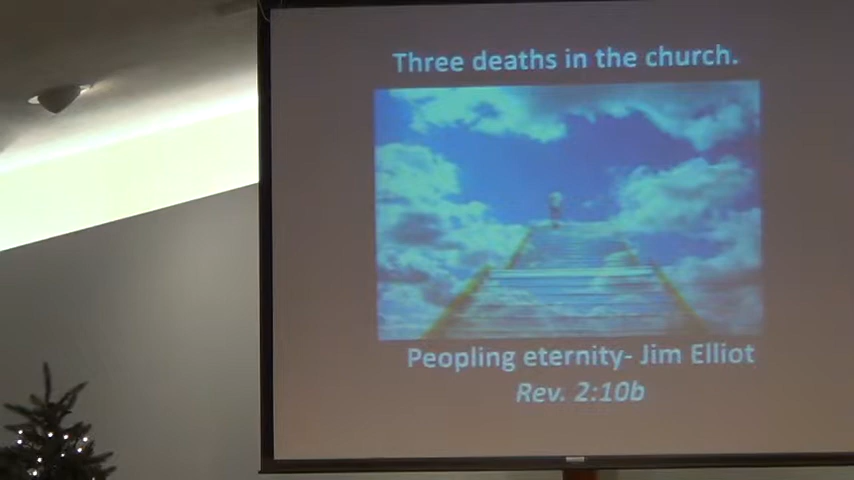 Three deaths in the church.
Peopling eternity- Jim Elliot
Rev. 2:10b